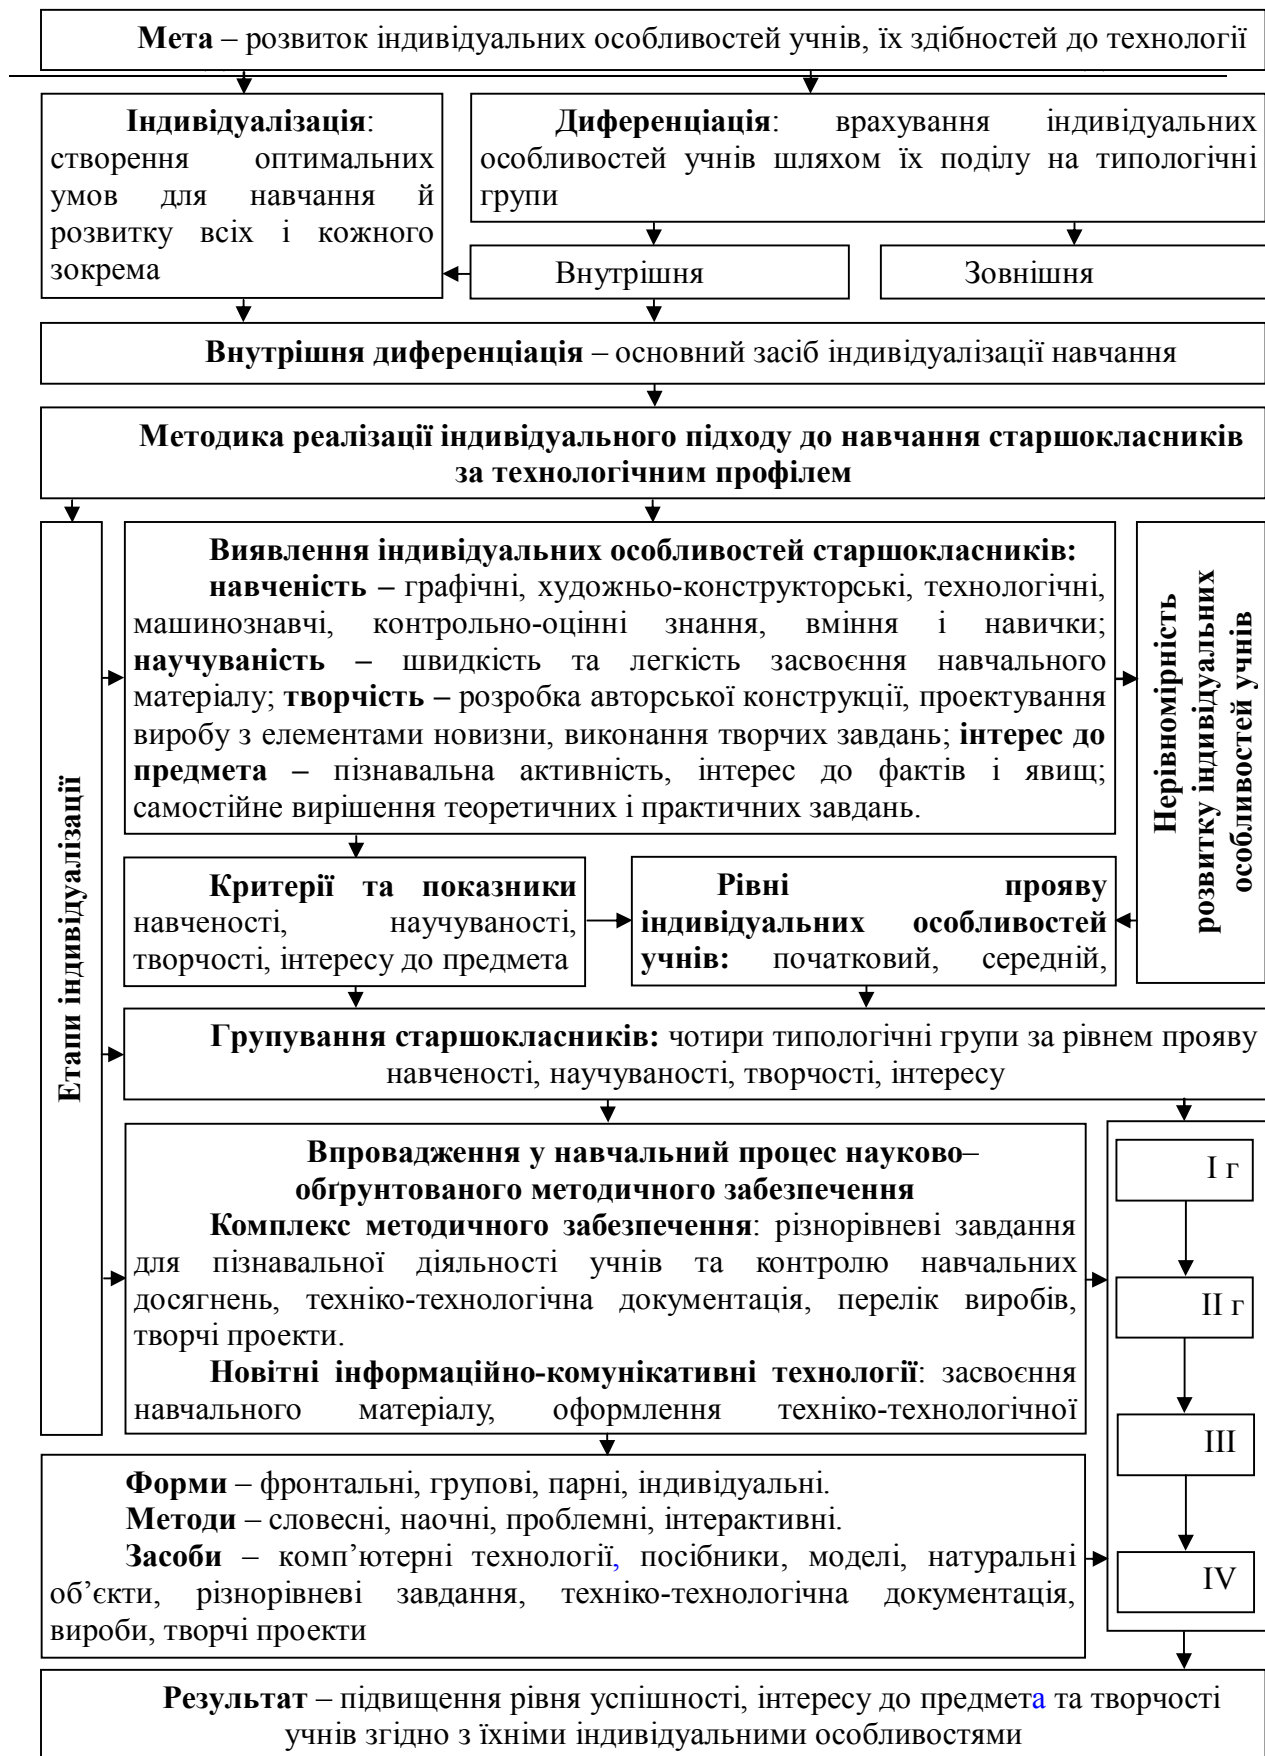 Мета – розвиток індивідуальних особливостей учнів, їх здібностей до технології
Індивідуалізація:
створення оптимальних
умов для навчання й
розвитку всіх і кожного
зокрема
Диференціація: врахування індивідуальних
особливостей учнів шляхом їх поділу на типологічні
групи
Внутрішня
Зовнішня
Внутрішня диференціація – основний засіб індивідуалізації навчання
Методика реалізації індивідуального підходу до навчання старшокласників
за технологічним профілем
Етапи індивідуалізації
Виявлення індивідуальних особливостей старшокласників:
навченість – графічні, художньо-конструкторські, технологічні,
машинознавчі, контрольно-оцінні знання, вміння і навички;
научуваність – швидкість та легкість засвоєння навчального
матеріалу; творчість – розробка авторської конструкції, проектування
виробу з елементами новизни, виконання творчих завдань; інтерес до
предмета – пізнавальна активність, інтерес до фактів і явищ;
самостійне вирішення теоретичних і практичних завдань.
Нерівномірність
розвитку індивідуальних
особливостей учнів
Критерії та показники
навченості, научуваності,
творчості, інтересу до предмета
Рівні прояву
індивідуальних особливостей
учнів: початковий, середній,
Групування старшокласників: чотири типологічні групи за рівнем прояву
навченості, научуваності, творчості, інтересу
Впровадження у навчальний процес науково–
обґрунтованого методичного забезпечення
Комплекс методичного забезпечення: різнорівневі завдання
для пізнавальної діяльності учнів та контролю навчальних
досягнень, техніко-технологічна документація, перелік виробів,
творчі проекти.
Новітні інформаційно-комунікативні технології: засвоєння
навчального матеріалу, оформлення техніко-технологічної
І г
ІІ г
ІІІ
IV
Форми – фронтальні, групові, парні, індивідуальні.
Методи – словесні, наочні, проблемні, інтерактивні.
Засоби – комп’ютерні технології, посібники, моделі, натуральні
об’єкти, різнорівневі завдання, техніко-технологічна документація,
вироби, творчі проекти
Результат – підвищення рівня успішності, інтересу до предмета та творчості
учнів згідно з їхніми індивідуальними особливостями